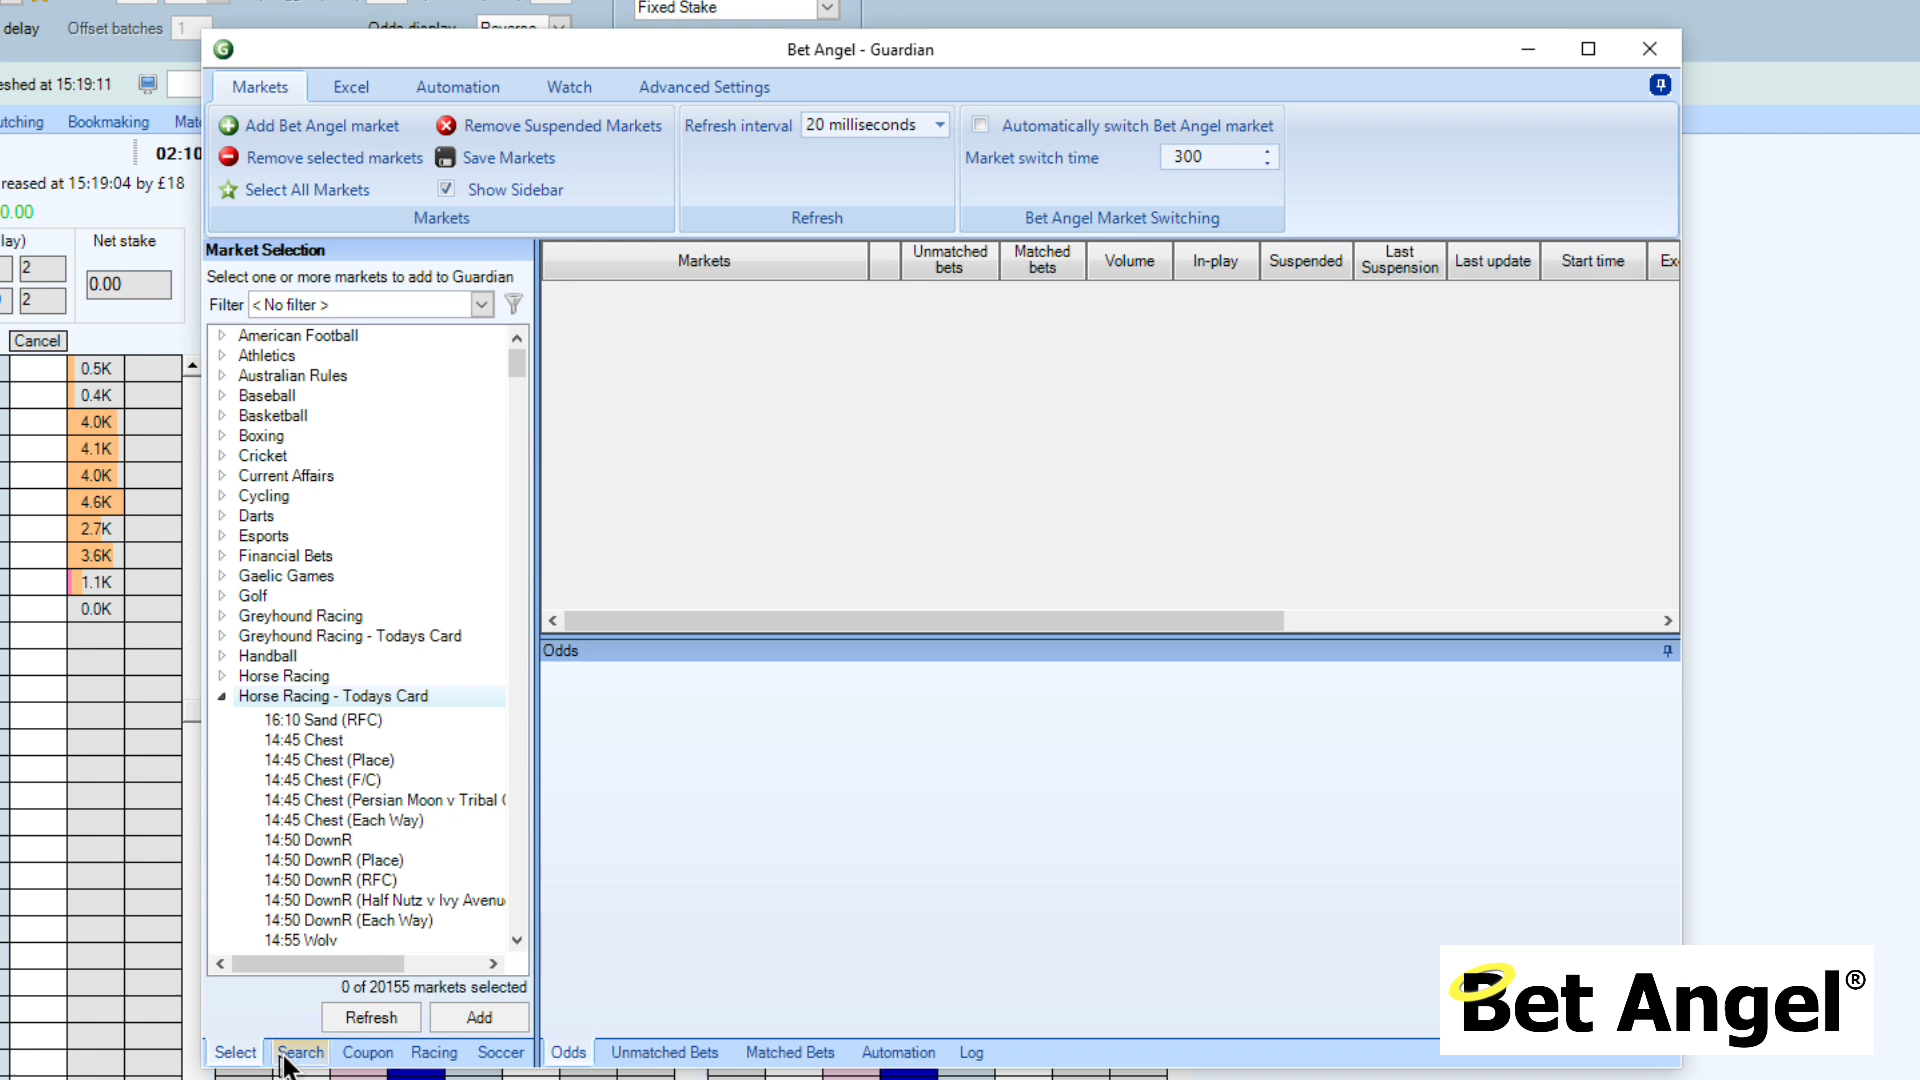 Fixed Stake
delay
Offset batches
1
Odds display
Reverse
Bet Angel - Guardian
eshed at 15:19:11
Markets
Excel
Automation
Watch
Advanced Settings
utching
Bookmaking
Add Bet Angel market
Remove Suspended Markets
Refresh interval
20 milliseconds
Automatically switch Bet Angel market
02:10
Remove selected markets
Save Markets
Market switch time
300
reased at 15:19:04 by £18
Select All Markets
Show Sidebar
0.00
Markets
Refresh
Bet Angel Market Switching
lay)
Net stake
2
0.00
2
Cancel
0.5K
0.4K
4.0K
4.1K
4.0K
4.6K
2.7K
3.6K
1.1K
0.0K
Market Selection
Select one or more markets to add to Guardian
Filter
< No filter >
American Football
Athletics
Australian Rules
Baseball
Basketball
Boxing
Cricket
Current Affairs
Cycling
Darts
Esports
Financial Bets
Gaelic Games
Golf
Greyhound Racing
Greyhound Racing - Todays Card
Handball
Horse Racing
Horse Racing - Todays Card
16:10 Sand (RFC)
14:45 Chest
14:45 Chest (Place)
14:45 Chest (F/C)
14:45 Chest (Persian Moon v Tribal
14:45 Chest (Each Way)
14:50 DownR
14:50 DownR (Place)
14:50 DownR (RFC)
14:50 DownR (Half Nutz v Ivy Avenu
14:50 DownR (Each Way)
14:55 Wolv
0 of 20155 markets selected
Refresh
Add
Select
Search
Coupon
Racing
Soccer
Markets
Unmatched bets
Matched bets
Volume
In-play
Suspended
Last Suspension
Last update
Start time
Exc
Odds
Odds
Unmatched Bets
Matched Bets
Automation
Log
Bet Angel®